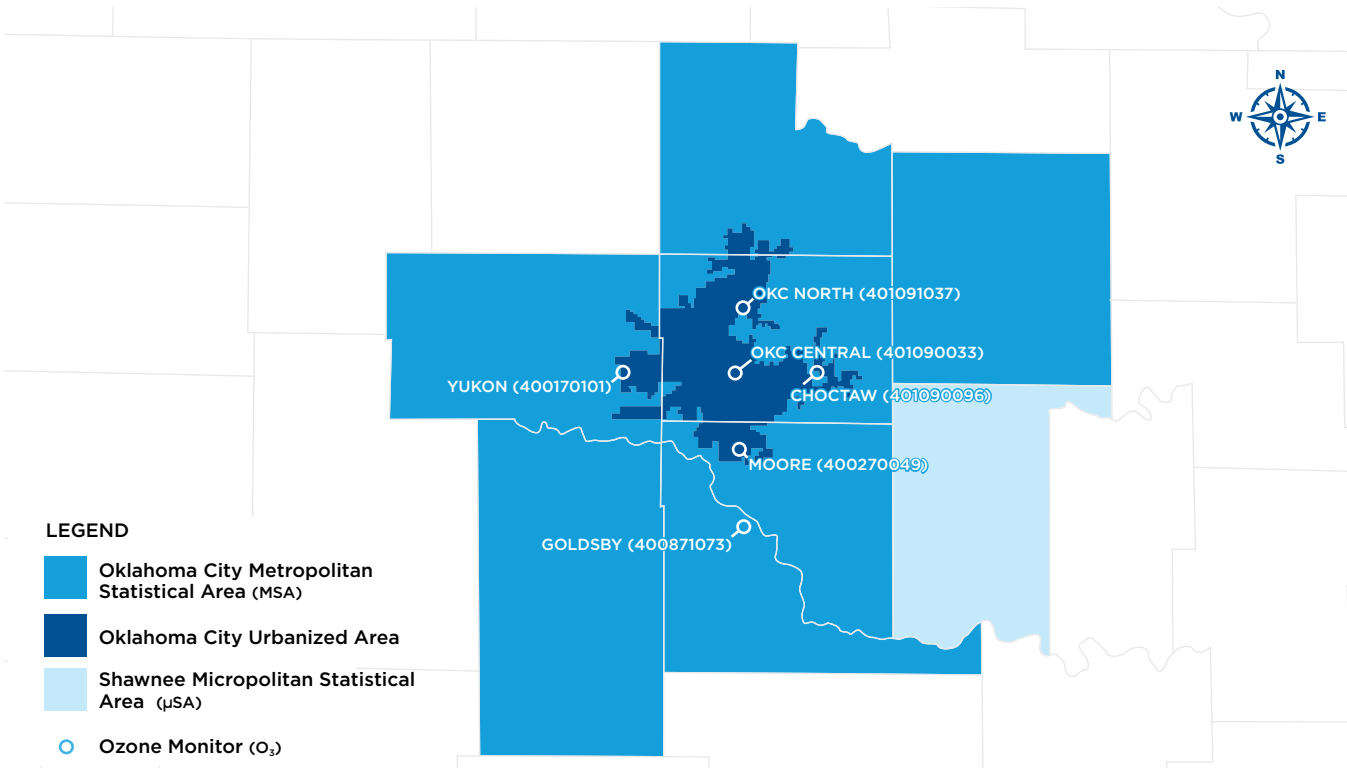 N
W E
S
OKC NORTH (401091037)
OKC CENTRAL (401090033)
YUKON (400170101)
CHOCTAW (401090096)
MOORE (400270049)
GOLDSBY (400871073)
LEGEND
Oklahoma City Metropolitan
Statistical Area (MSA)
Oklahoma City Urbanized Area
Shawnee Micropolitan Statistical
Area (µSA)
Ozone Monitor (O₃)